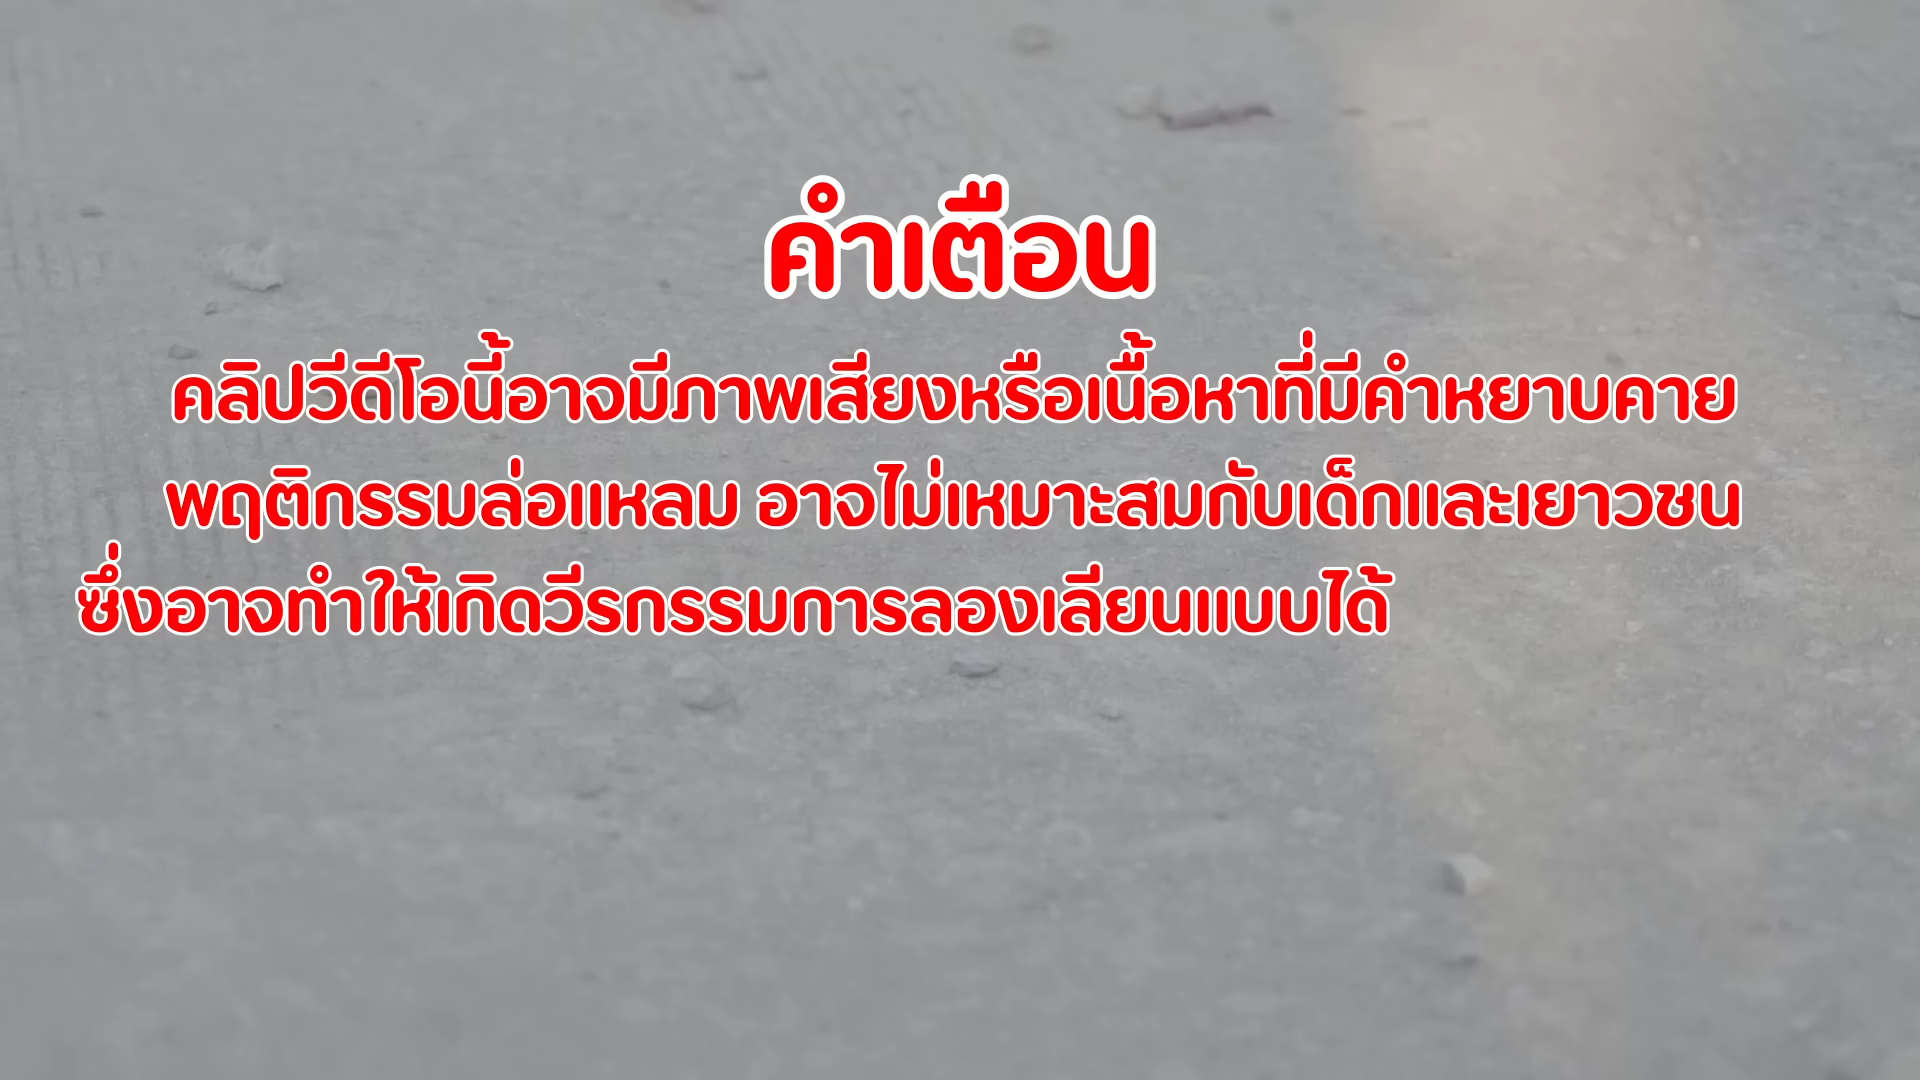 คำเตือน
คลิปวีดีโอนี้อาจมีภาพเสียงหรือเนื้อหาที่มีคำหยาบคาย
พฤติกรรมล่อแหลม อาจไม่เหมาะสมกับเด็กและเยาวชน
ซึ่งอาจทำให้เกิดวีรกรรมการลองเลียนแบบได้